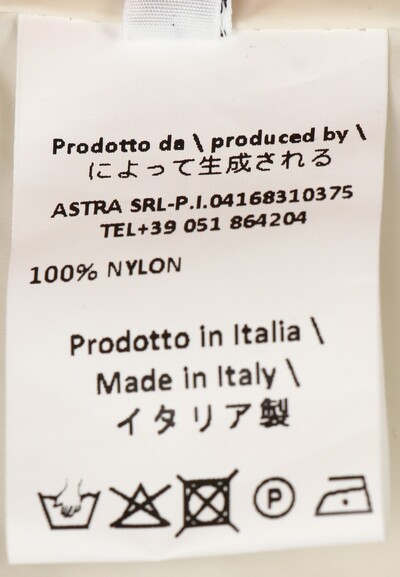 Prodotto da \ produced by \
によって生成される
ASTRA SRL-P.I.04168310375
TEL+39 051 864204
100% NYLON
Prodotto in Italia \
Made in Italy \
イタリア製
P